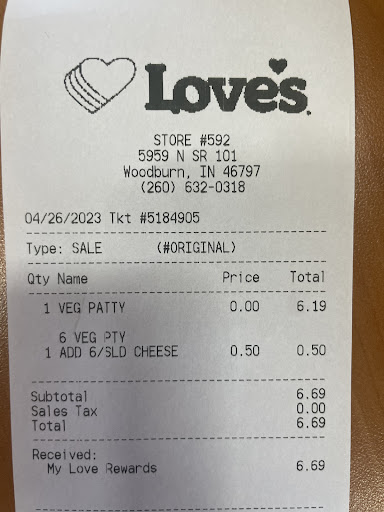 Love's
STORE #592
5959 N SR 101
Woodburn, IN 46797
(260) 632-0318
04/26/2023 Tkt #5184905
Type: SALE (#ORIGINAL)
Qty Name Price Total
1 VEG PATTY 0.00 6.19
6 VEG PTY
1 ADD 6/SLD CHEESE 0.50 0.50
Subtotal 6.69
Sales Tax 0.00
Total 6.69
Received:
My Love Rewards 6.69